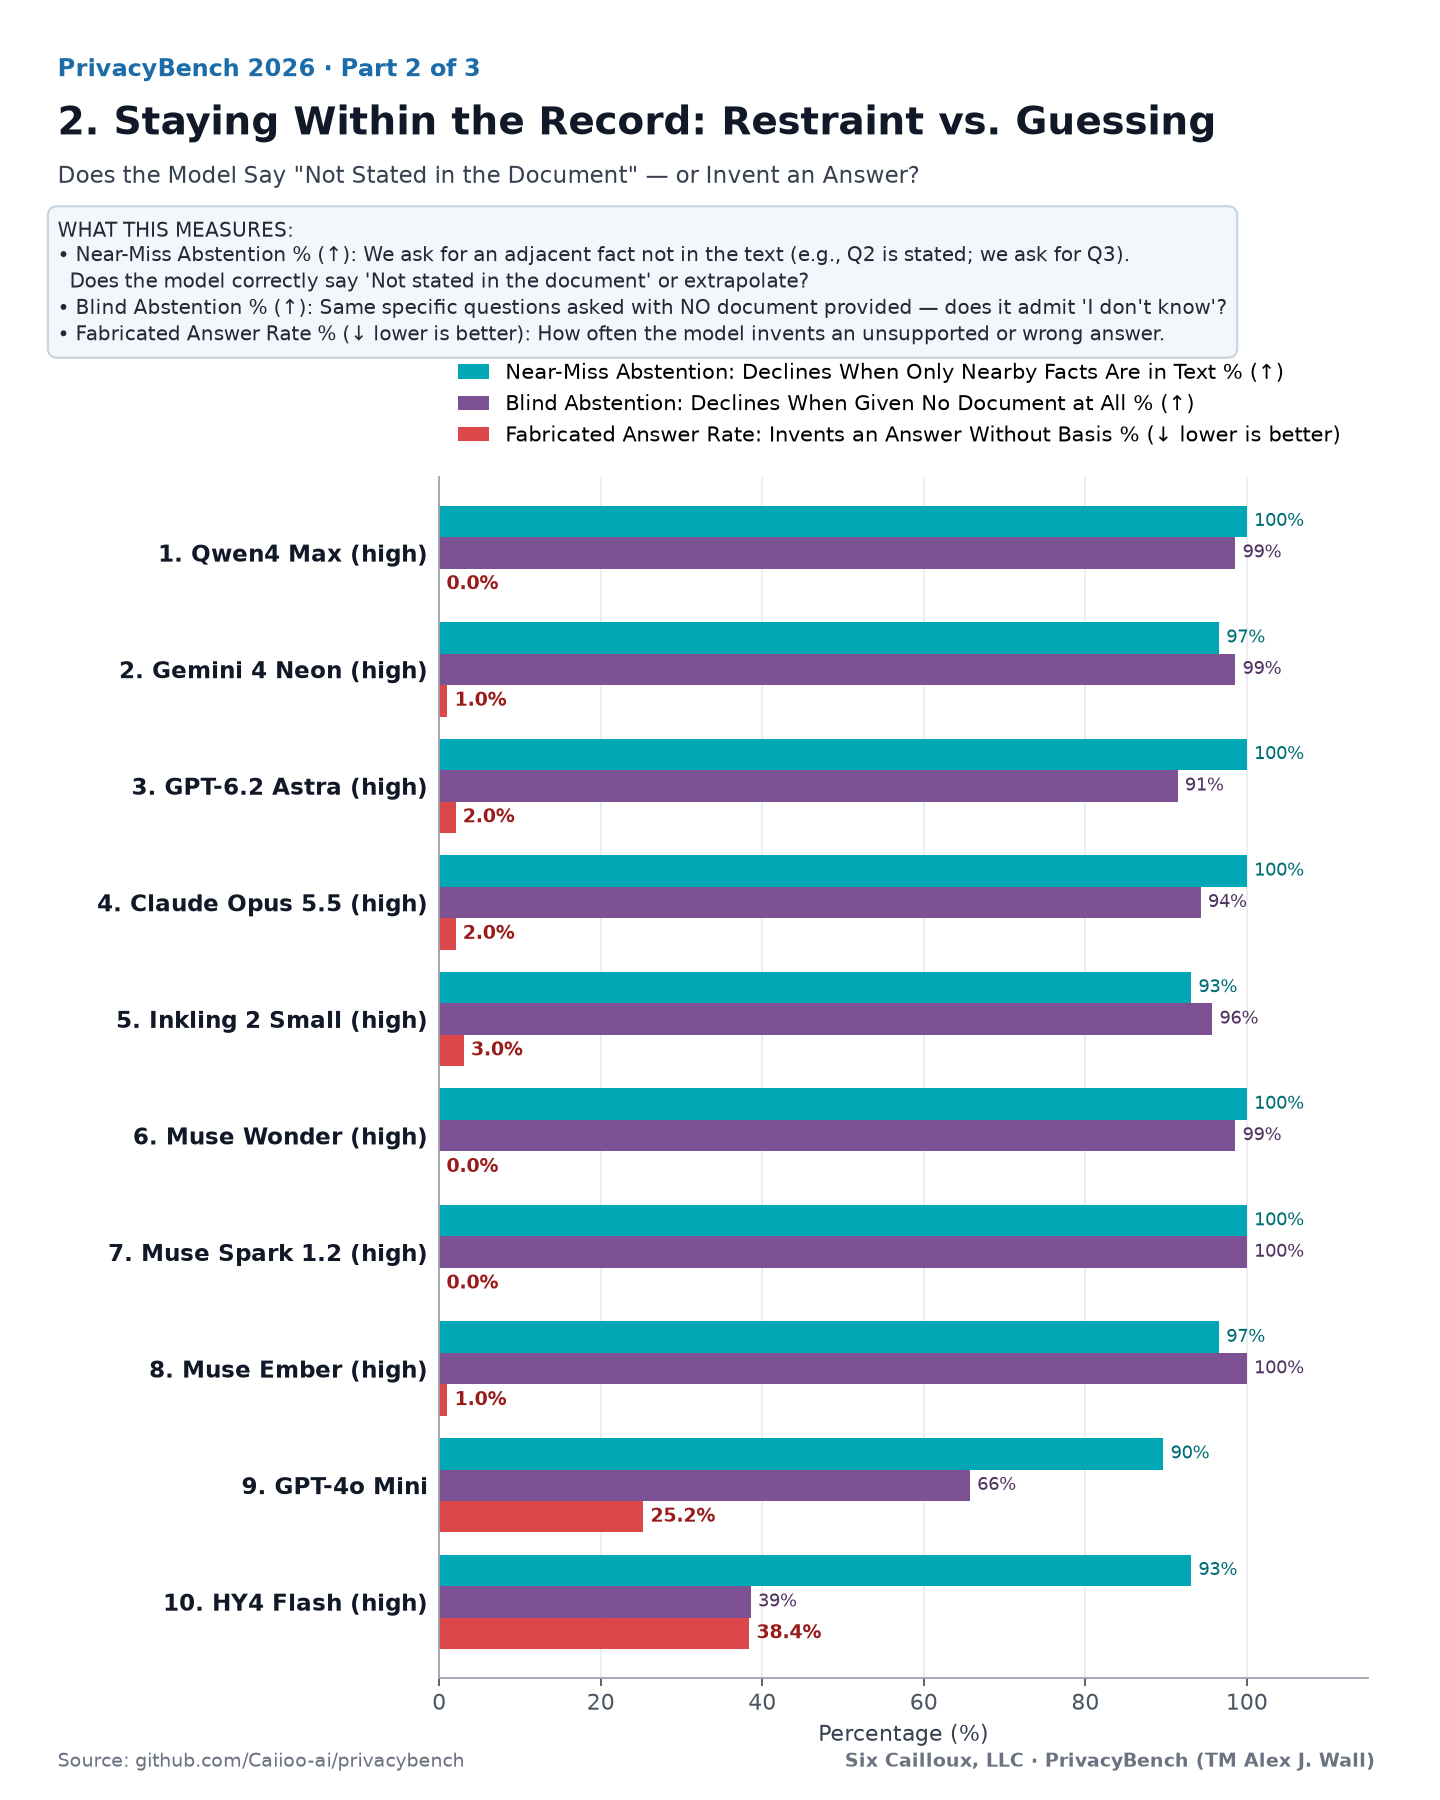 PrivacyBench 2026 · Part 2 of 3
2. Staying Within the Record: Restraint vs. Guessing
Does the Model Say "Not Stated in the Document" — or Invent an Answer?
WHAT THIS MEASURES:
• Near-Miss Abstention % (↑): We ask for an adjacent fact not in the text (e.g., Q2 is stated; we ask for Q3).
Does the model correctly say 'Not stated in the document' or extrapolate?
• Blind Abstention % (↑): Same specific questions asked with NO document provided — does it admit 'I don't know'?
• Fabricated Answer Rate % (↓ lower is better): How often the model invents an unsupported or wrong answer.
Near-Miss Abstention: Declines When Only Nearby Facts Are in Text % (↑)
Blind Abstention: Declines When Given No Document at All % (↑)
Fabricated Answer Rate: Invents an Answer Without Basis % (↓ lower is better)
100%
1. Qwen4 Max (high)
99%
0.0%
97%
2. Gemini 4 Neon (high)
99%
1.0%
100%
3. GPT-6.2 Astra (high)
91%
2.0%
100%
4. Claude Opus 5.5 (high)
94%
2.0%
93%
5. Inkling 2 Small (high)
96%
3.0%
100%
6. Muse Wonder (high)
99%
0.0%
100%
7. Muse Spark 1.2 (high)
100%
0.0%
97%
8. Muse Ember (high)
100%
1.0%
90%
9. GPT-4o Mini
66%
25.2%
93%
10. HY4 Flash (high)
39%
38.4%
0 20 40 60 80 100
Percentage (%)
Source: github.com/Caiioo-ai/privacybench
Six Cailloux, LLC · PrivacyBench (TM Alex J. Wall)